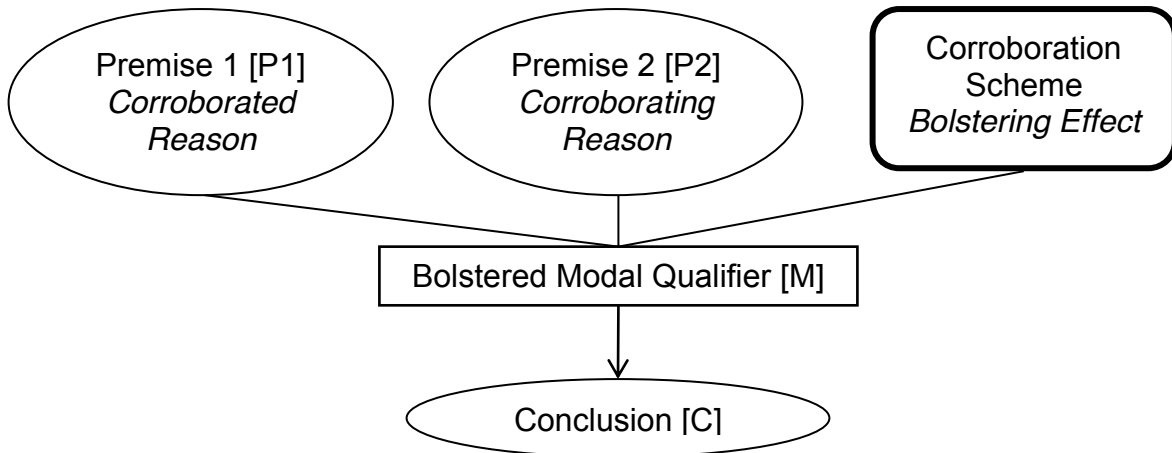 Premise 1 [P1]
Corroborated
Reason
Premise 2 [P2]
Corroborating
Reason
Corroboration
Scheme
Bolstering Effect
Bolstered Modal Qualifier [M]
Conclusion [C]